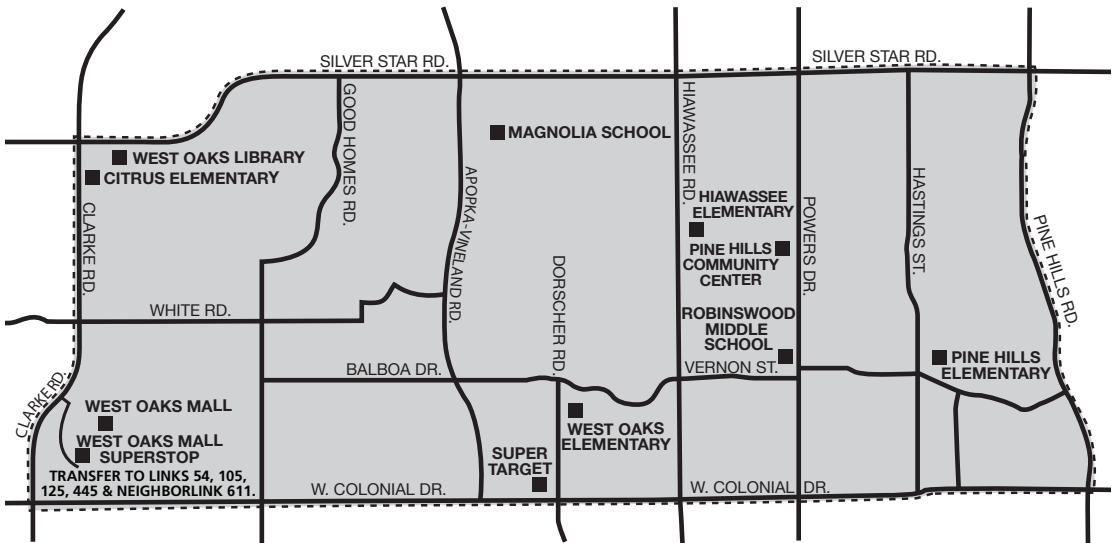 SILVER STAR RD.
SILVER STAR RD.
GOOD HOMES RD.
HIAWASSEE RD.
MAGNOLIA SCHOOL
WEST OAKS LIBRARY
CITRUS ELEMENTARY
CLARKE RD.
APOPKA-VINELAND RD.
HIAWASSEE
ELEMENTARY
PINE HILLS
COMMUNITY
CENTER
POWERS DR.
HASTINGS ST.
PINE HILLS RD.
DORSCHER RD.
WHITE RD.
ROBINSWOOD
MIDDLE
SCHOOL
VERNON ST.
BALBOA DR.
PINE HILLS
ELEMENTARY
CLARKE RD.
WEST OAKS MALL
WEST OAKS MALL
SUPERSTOP
TRANSFER TO LINKS 54, 105,
125, 445 & NEIGHBORLINK 611.
WEST OAKS
ELEMENTARY
SUPER
TARGET
W. COLONIAL DR.
W. COLONIAL DR.